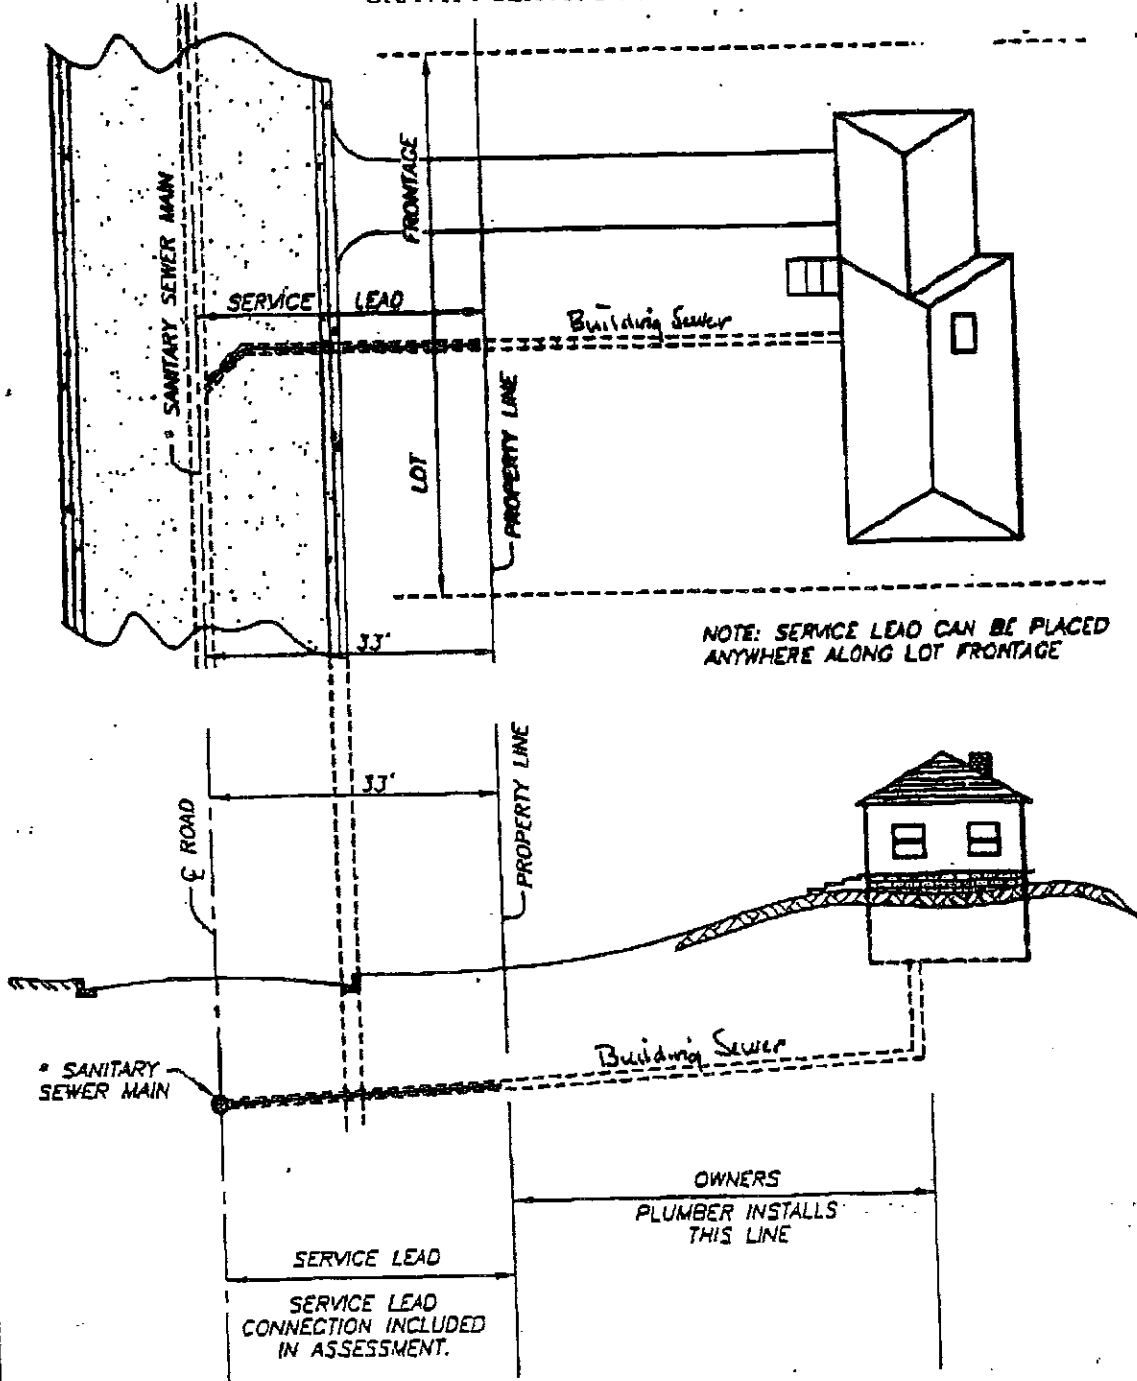 * SANITARY SEWER MAIN
FRONTAGE
SERVICE LEAD
Building Sewer
LOT
PROPERTY LINE
33'
NOTE: SERVICE LEAD CAN BE PLACED
ANYWHERE ALONG LOT FRONTAGE
33'
℄ ROAD
PROPERTY LINE
* SANITARY
SEWER MAIN
Building Sewer
OWNERS
PLUMBER INSTALLS
THIS LINE
SERVICE LEAD
SERVICE LEAD
CONNECTION INCLUDED
IN ASSESSMENT.